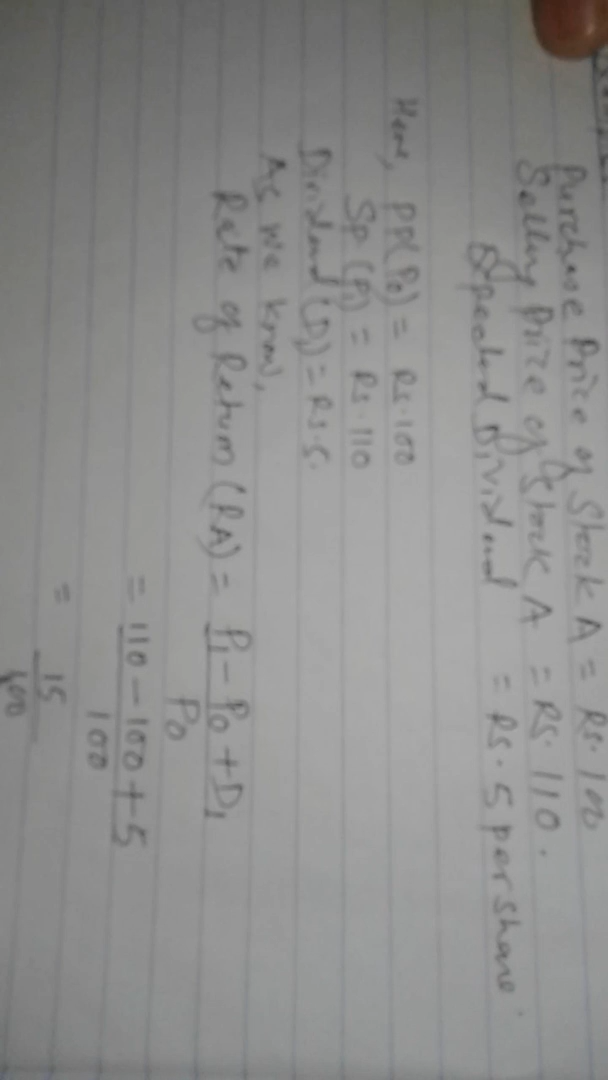 Purchase Price of Stock A = Rs. 100
Selling Price of Stock A = Rs. 110.
Expected Dividend = Rs. 5 per share.
Here, PP(P₀) = Rs. 100
Sp (P₁) = Rs. 110
Dividend (D₁) = Rs. 5.
As we know,
Rate of Return (RA) = P₁ - P₀ + D₁
P₀
= 110 - 100 + 5
100
= 15
100